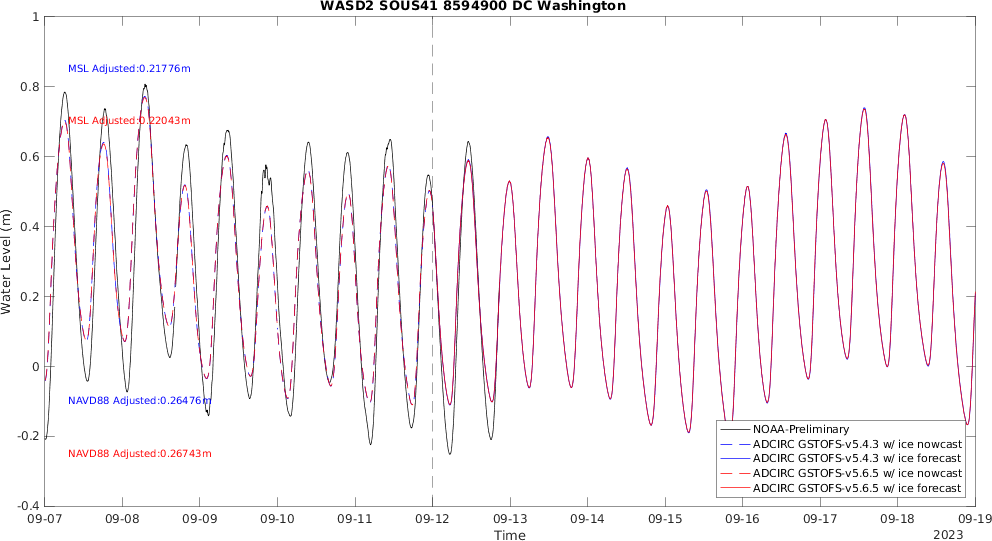 WASD2 SOUS41 8594900 DC Washington
1
0.8
0.6
0.4
0.2
0
-0.2
-0.4
Water Level (m)
MSL Adjusted:0.21776m
MSL Adjusted:0.22043m
NAVD88 Adjusted:0.26476m
NAVD88 Adjusted:0.26743m
NOAA-Preliminary
ADCIRC GSTOFS-v5.4.3 w/ ice nowcast
ADCIRC GSTOFS-v5.4.3 w/ ice forecast
ADCIRC GSTOFS-v5.6.5 w/ ice nowcast
ADCIRC GSTOFS-v5.6.5 w/ ice forecast
09-07 09-08 09-09 09-10 09-11 09-12 09-13 09-14 09-15 09-16 09-17 09-18 09-19
Time
2023